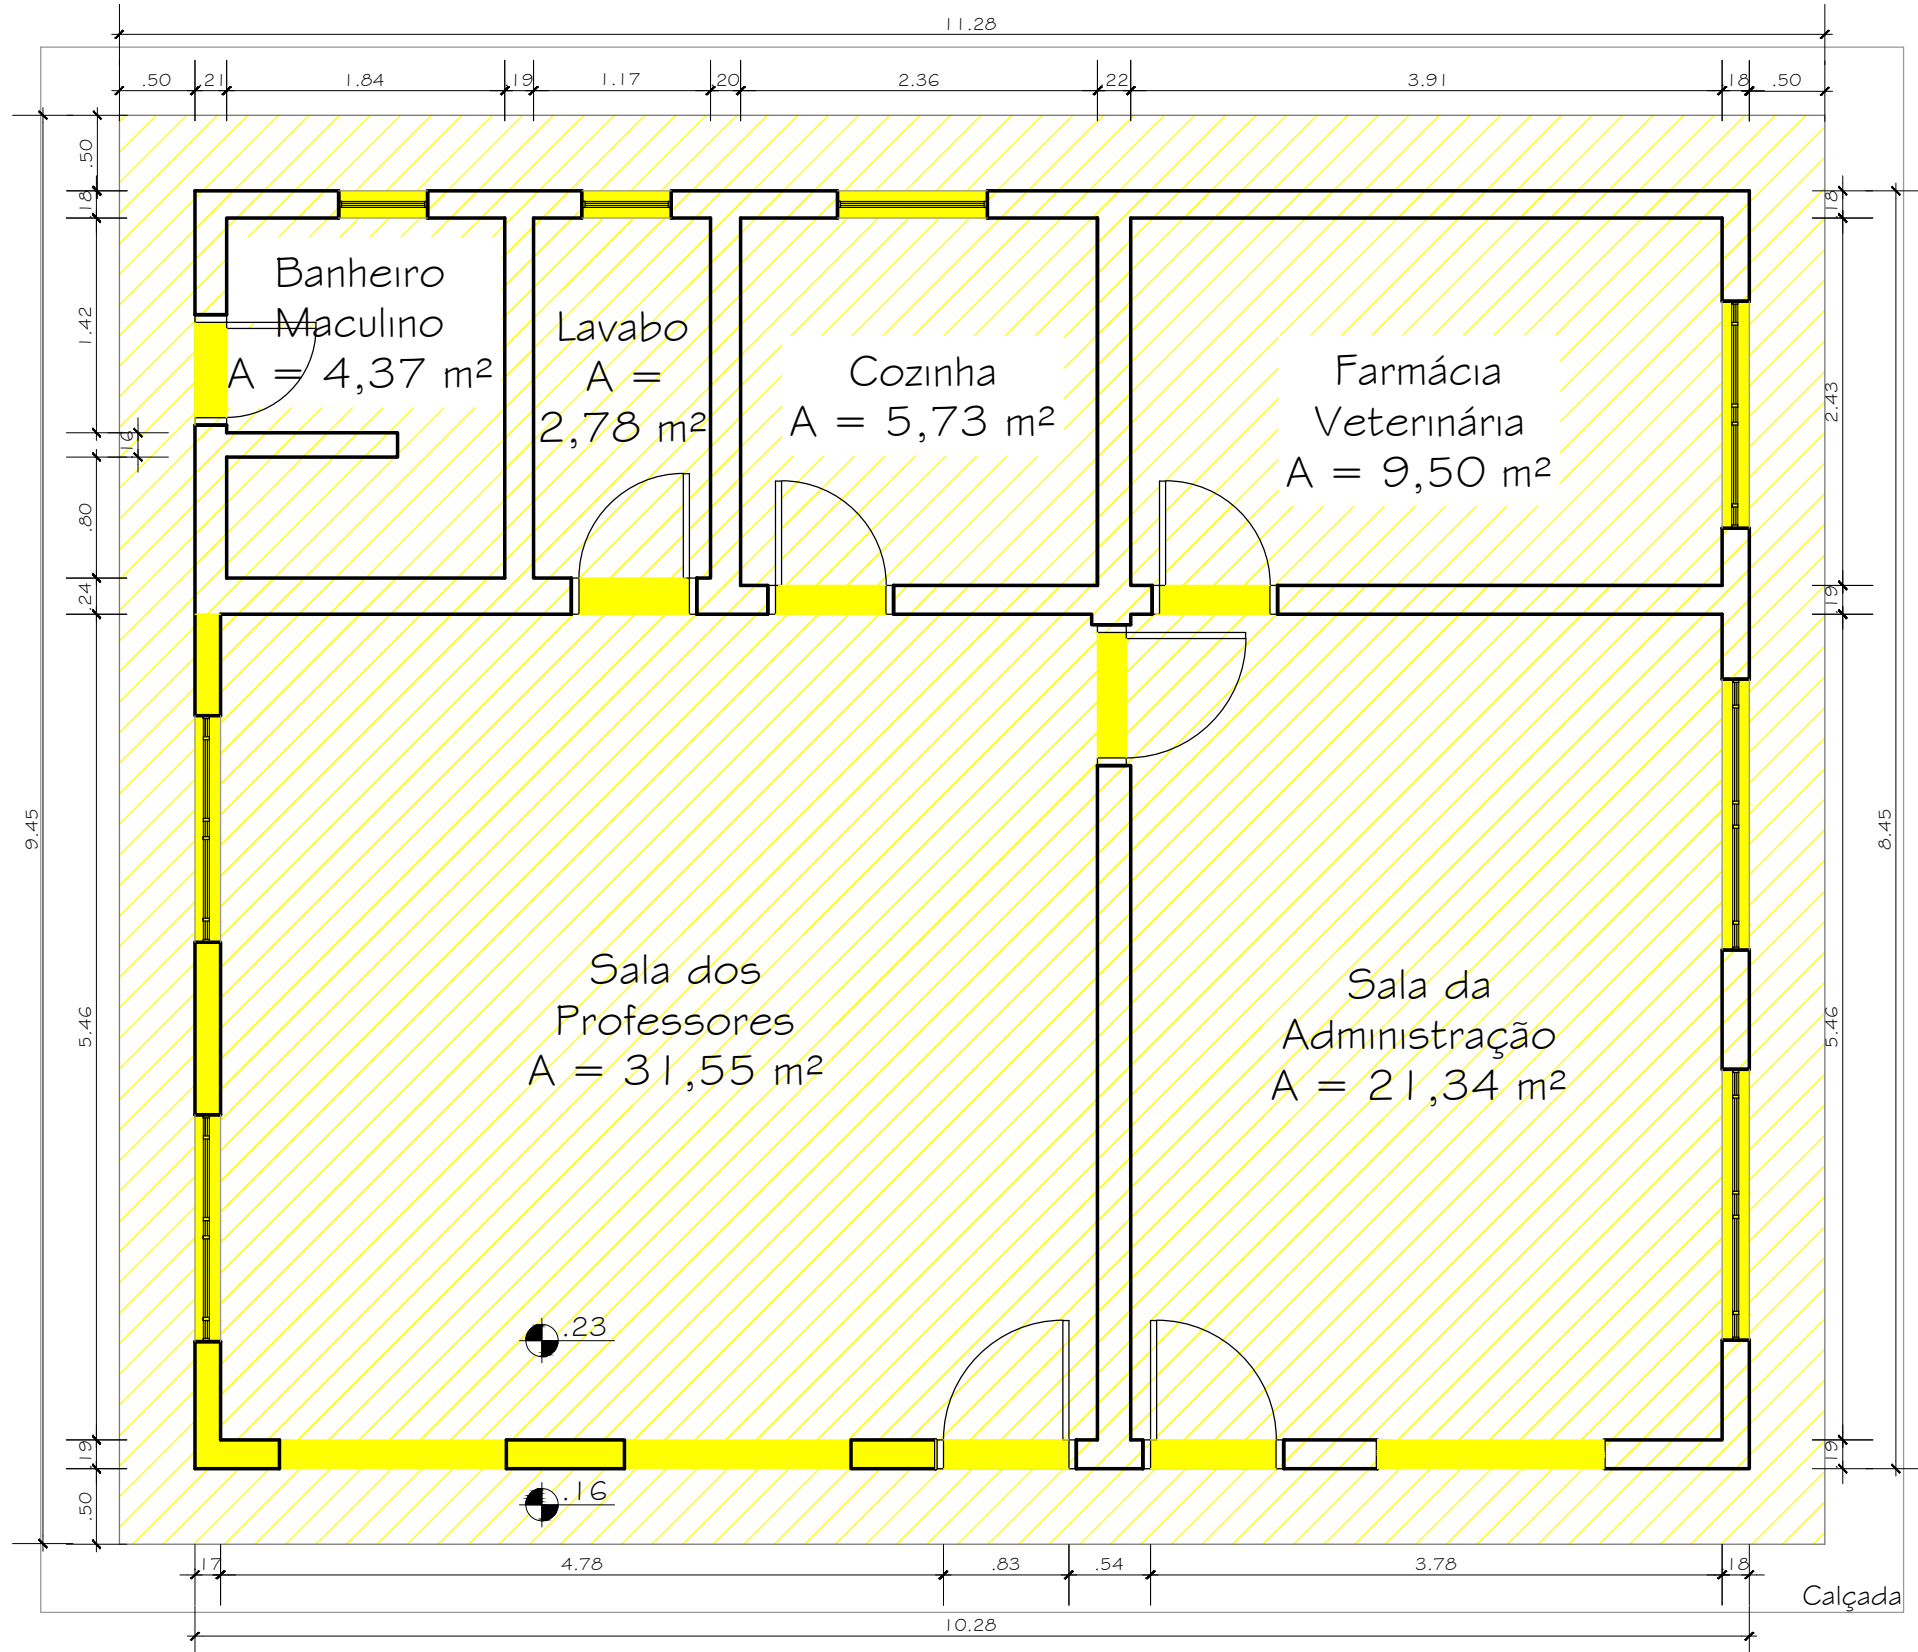 11.28
.50 .21 1.84 .19 1.17 .20 2.36 .22 3.91 .18 .50
.50
.18
1.42
.16
.80
.24
5.46
.19
.50
9.45
Banheiro
Maculino
A = 4,37 m²
Lavabo
A =
2,78 m²
Cozinha
A = 5,73 m²
Farmácia
Veterinária
A = 9,50 m²
.18
2.43
.19
5.46
.19
8.45
Sala dos
Professores
A = 31,55 m²
Sala da
Administração
A = 21,34 m²
.23
.16
.17 4.78 .83 .54 3.78 .18
Calçada
10.28